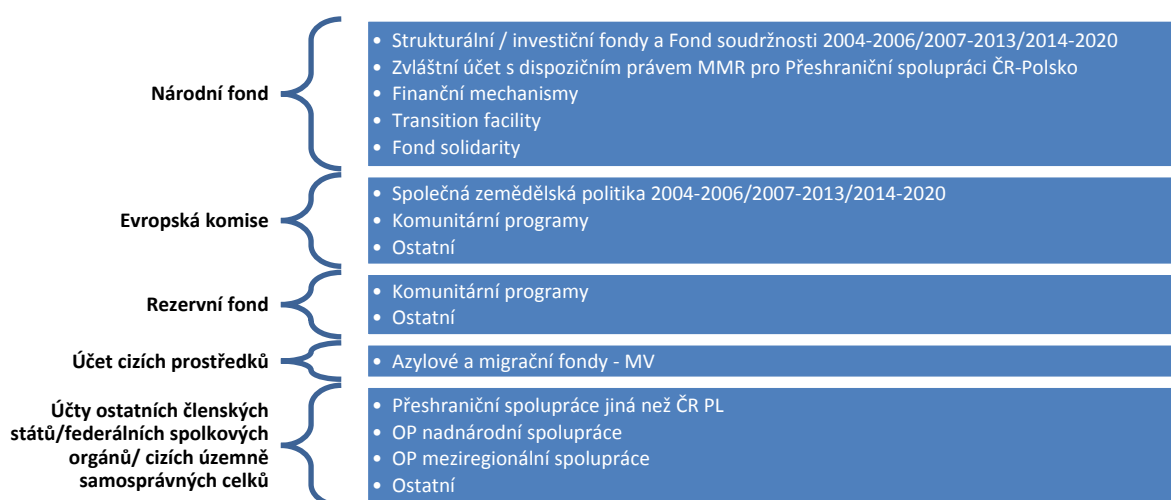 Národní fond
• Strukturální / investiční fondy a Fond soudržnosti 2004-2006/2007-2013/2014-2020
• Zvláštní účet s dispozičním právem MMR pro Přeshraniční spolupráci ČR-Polsko
• Finanční mechanismy
• Transition facility
• Fond solidarity
Evropská komise
• Společná zemědělská politika 2004-2006/2007-2013/2014-2020
• Komunitární programy
• Ostatní
Rezervní fond
• Komunitární programy
• Ostatní
Účet cizích prostředků
• Azylové a migrační fondy - MV
Účty ostatních členských
států/federálních spolkových
orgánů/ cizích územně
samosprávných celků
• Přeshraniční spolupráce jiná než ČR PL
• OP nadnárodní spolupráce
• OP meziregionální spolupráce
• Ostatní